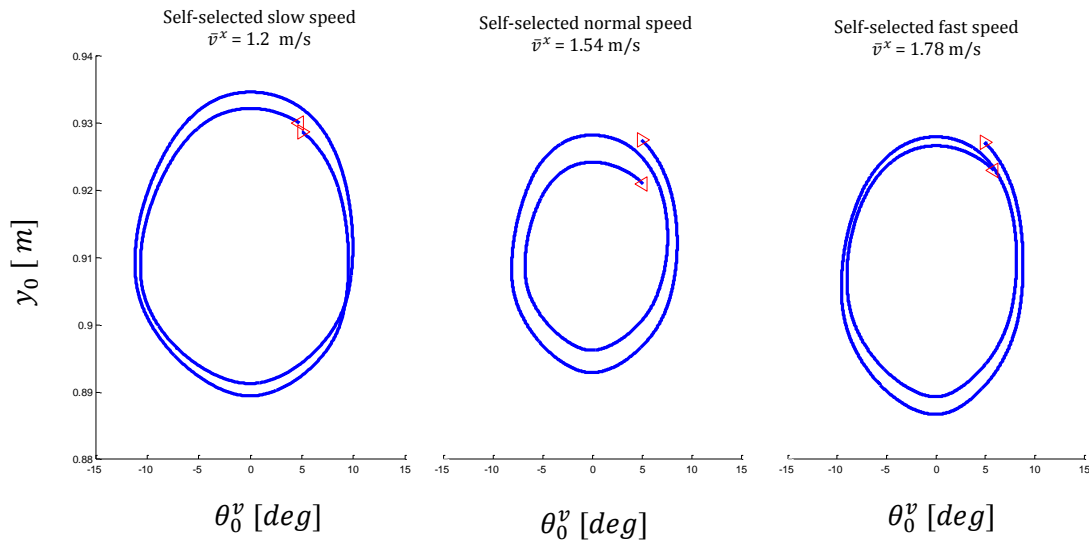 Self-selected slow speed
v̄ˣ = 1.2 m/s
Self-selected normal speed
v̄ˣ = 1.54 m/s
Self-selected fast speed
v̄ˣ = 1.78 m/s
y₀ [ m]
0.94
0.93
0.92
0.91
0.9
0.89
0.88
-15 -10 -5 0 5 10 15
-15 -10 -5 0 5 10 15
-15 -10 -5 0 5 10 15
θ₀ᵛ [deg]
θ₀ᵛ [deg]
θ₀ᵛ [deg]